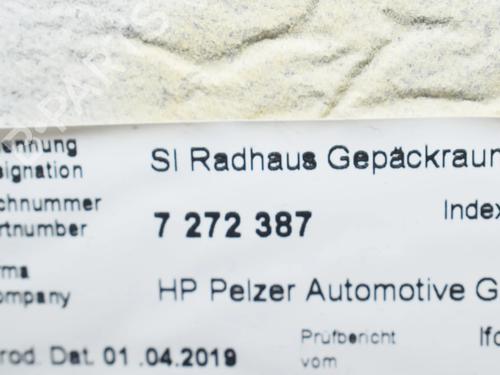 ennung SI Radhaus Gepäckraum
signation
chnummer 7 272 387 Index
rtnumber
rma HP Pelzer Automotive G
ompany
Prüfbericht Ifo
rod. Dat. 01 .04.2019 vom